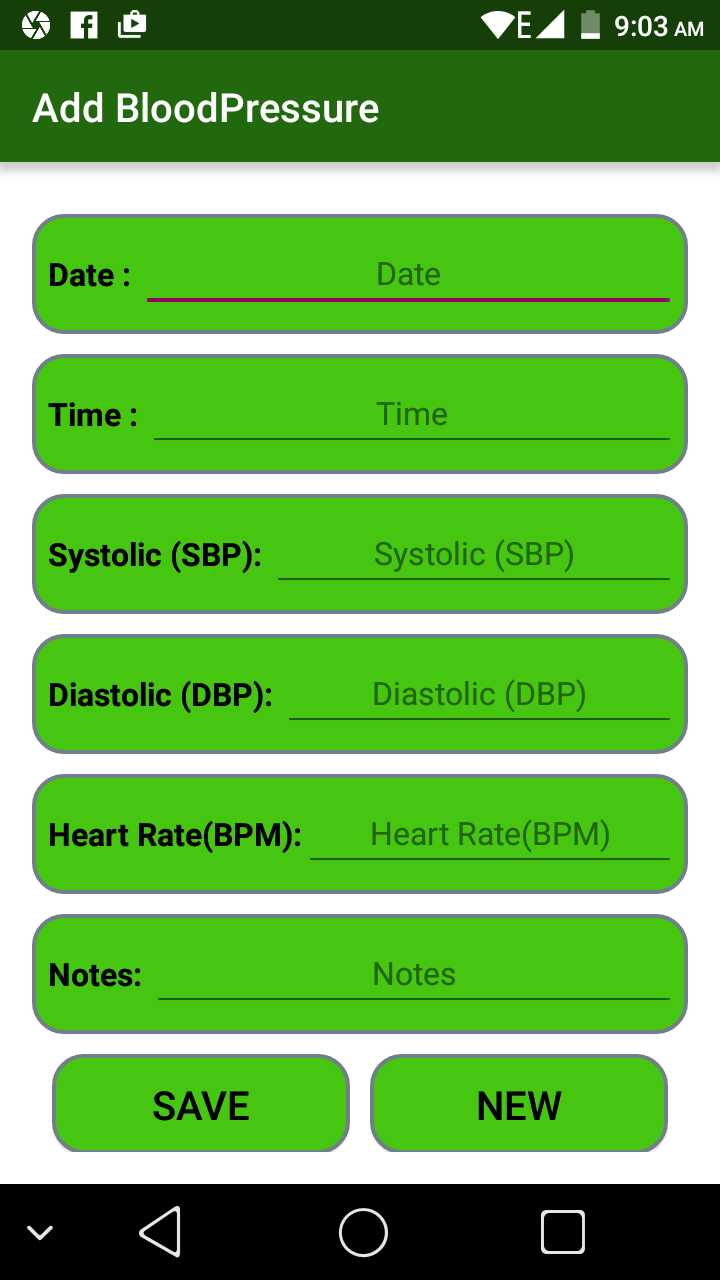 E 9:03 AM
Add BloodPressure
Date : Date
Time : Time
Systolic (SBP): Systolic (SBP)
Diastolic (DBP): Diastolic (DBP)
Heart Rate(BPM): Heart Rate(BPM)
Notes: Notes
SAVE NEW